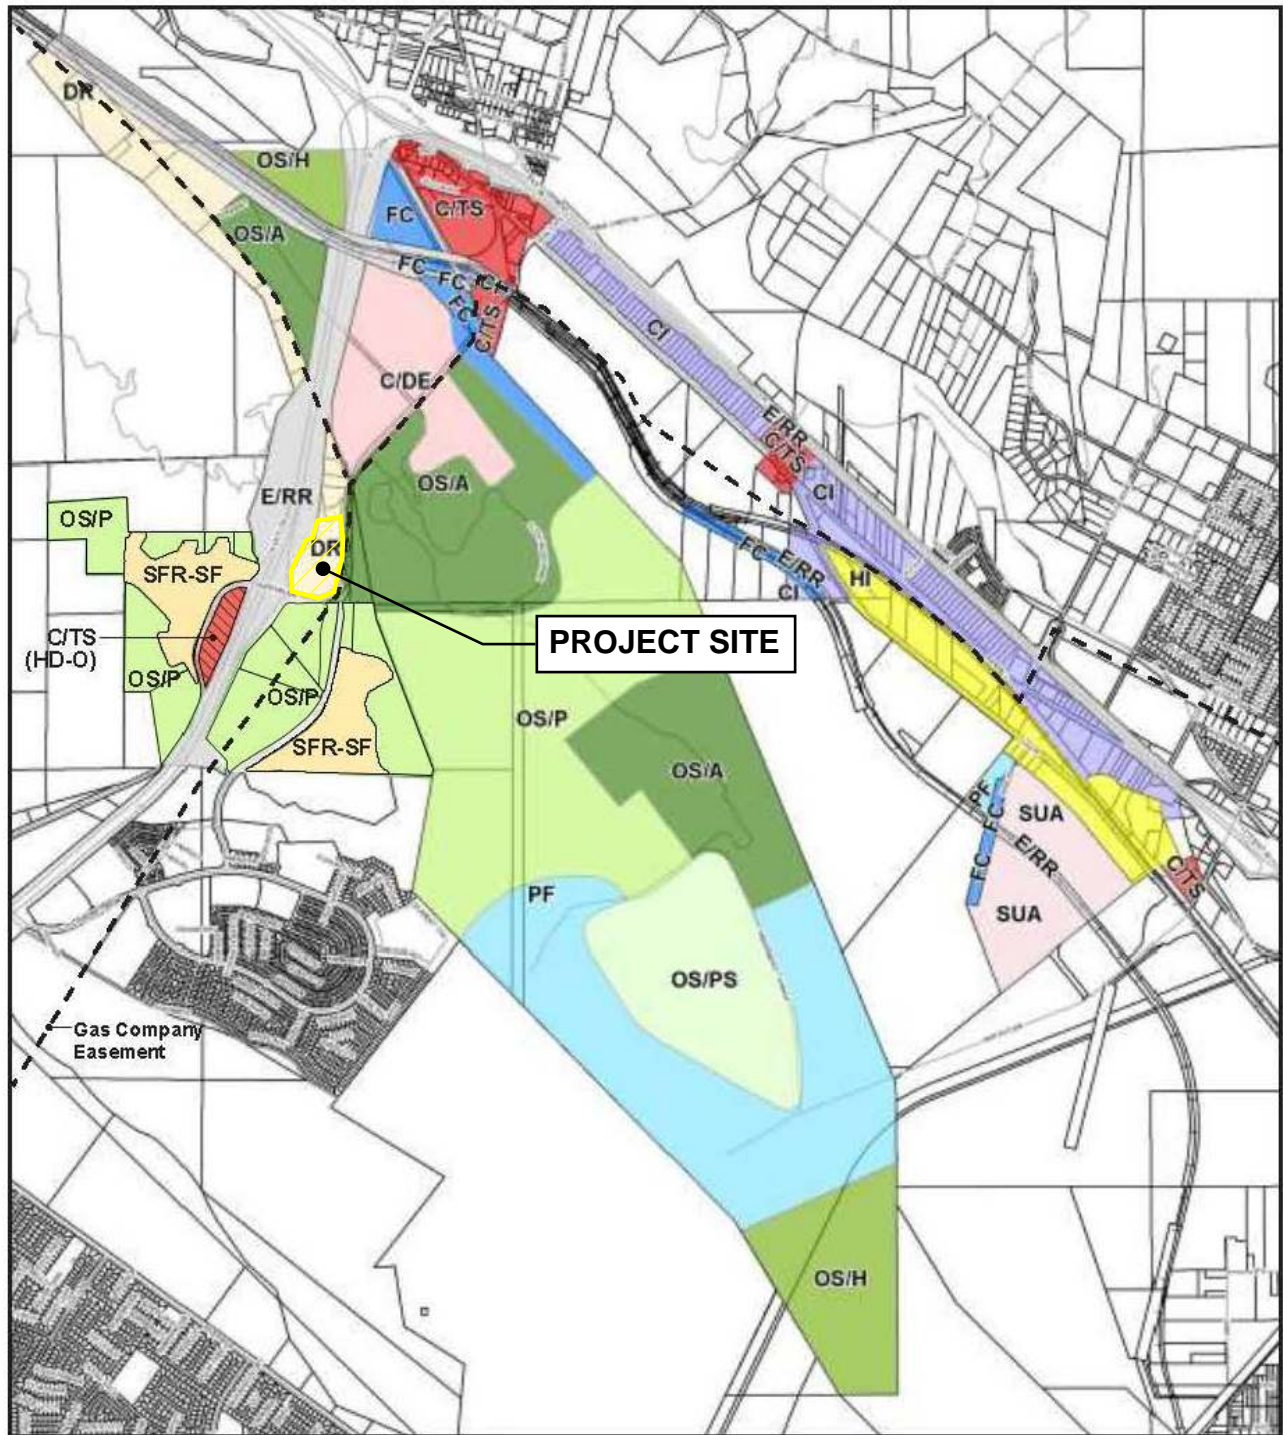 DR
OS/H
OS/A
FC
C/TS
FC
FC
CI
FC
C/TS
C/DE
CI
E/RR
C/TS
CI
OS/A
E/RR
OS/P
SFR-SF
DR
FC
E/RR
CI
HI
C/TS
(HD-O)
PROJECT SITE
OS/P
OS/P
SFR-SF
OS/P
OS/A
PF
FC
SUA
E/RR
FC
C/TS
SUA
PF
OS/PS
Gas Company
Easement
OS/H